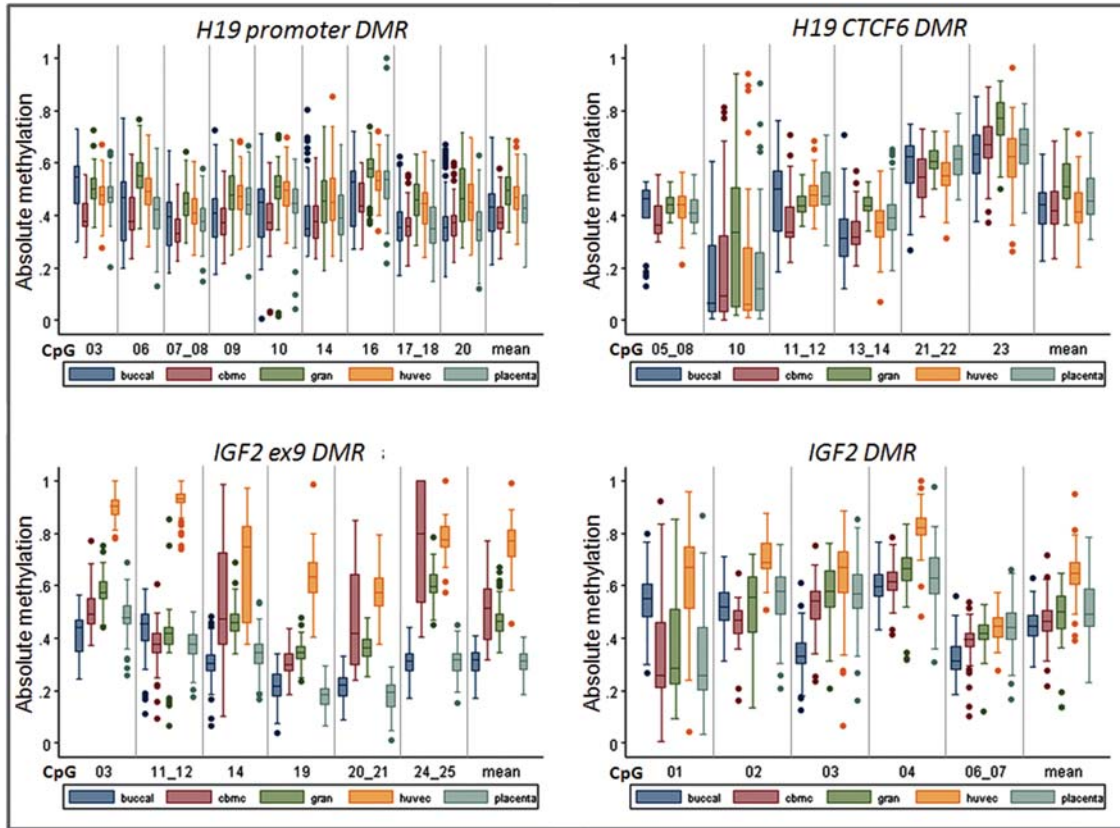 H19 promoter DMR
Absolute methylation
1
.8
.6
.4
.2
0
CpG 03 06 07_08 09 10 14 16 17_18 20 mean
buccal cbmc gran huvec placenta
H19 CTCF6 DMR
Absolute methylation
1
.8
.6
.4
.2
0
CpG 05_08 10 11_12 13_14 21_22 23 mean
buccal cbmc gran huvec placenta
IGF2 ex9 DMR
Absolute methylation
1
.8
.6
.4
.2
0
CpG 03 11_12 14 19 20_21 24_25 mean
buccal cbmc gran huvec placenta
IGF2 DMR
Absolute methylation
1
.8
.6
.4
.2
0
CpG 01 02 03 04 06_07 mean
buccal cbmc gran huvec placenta